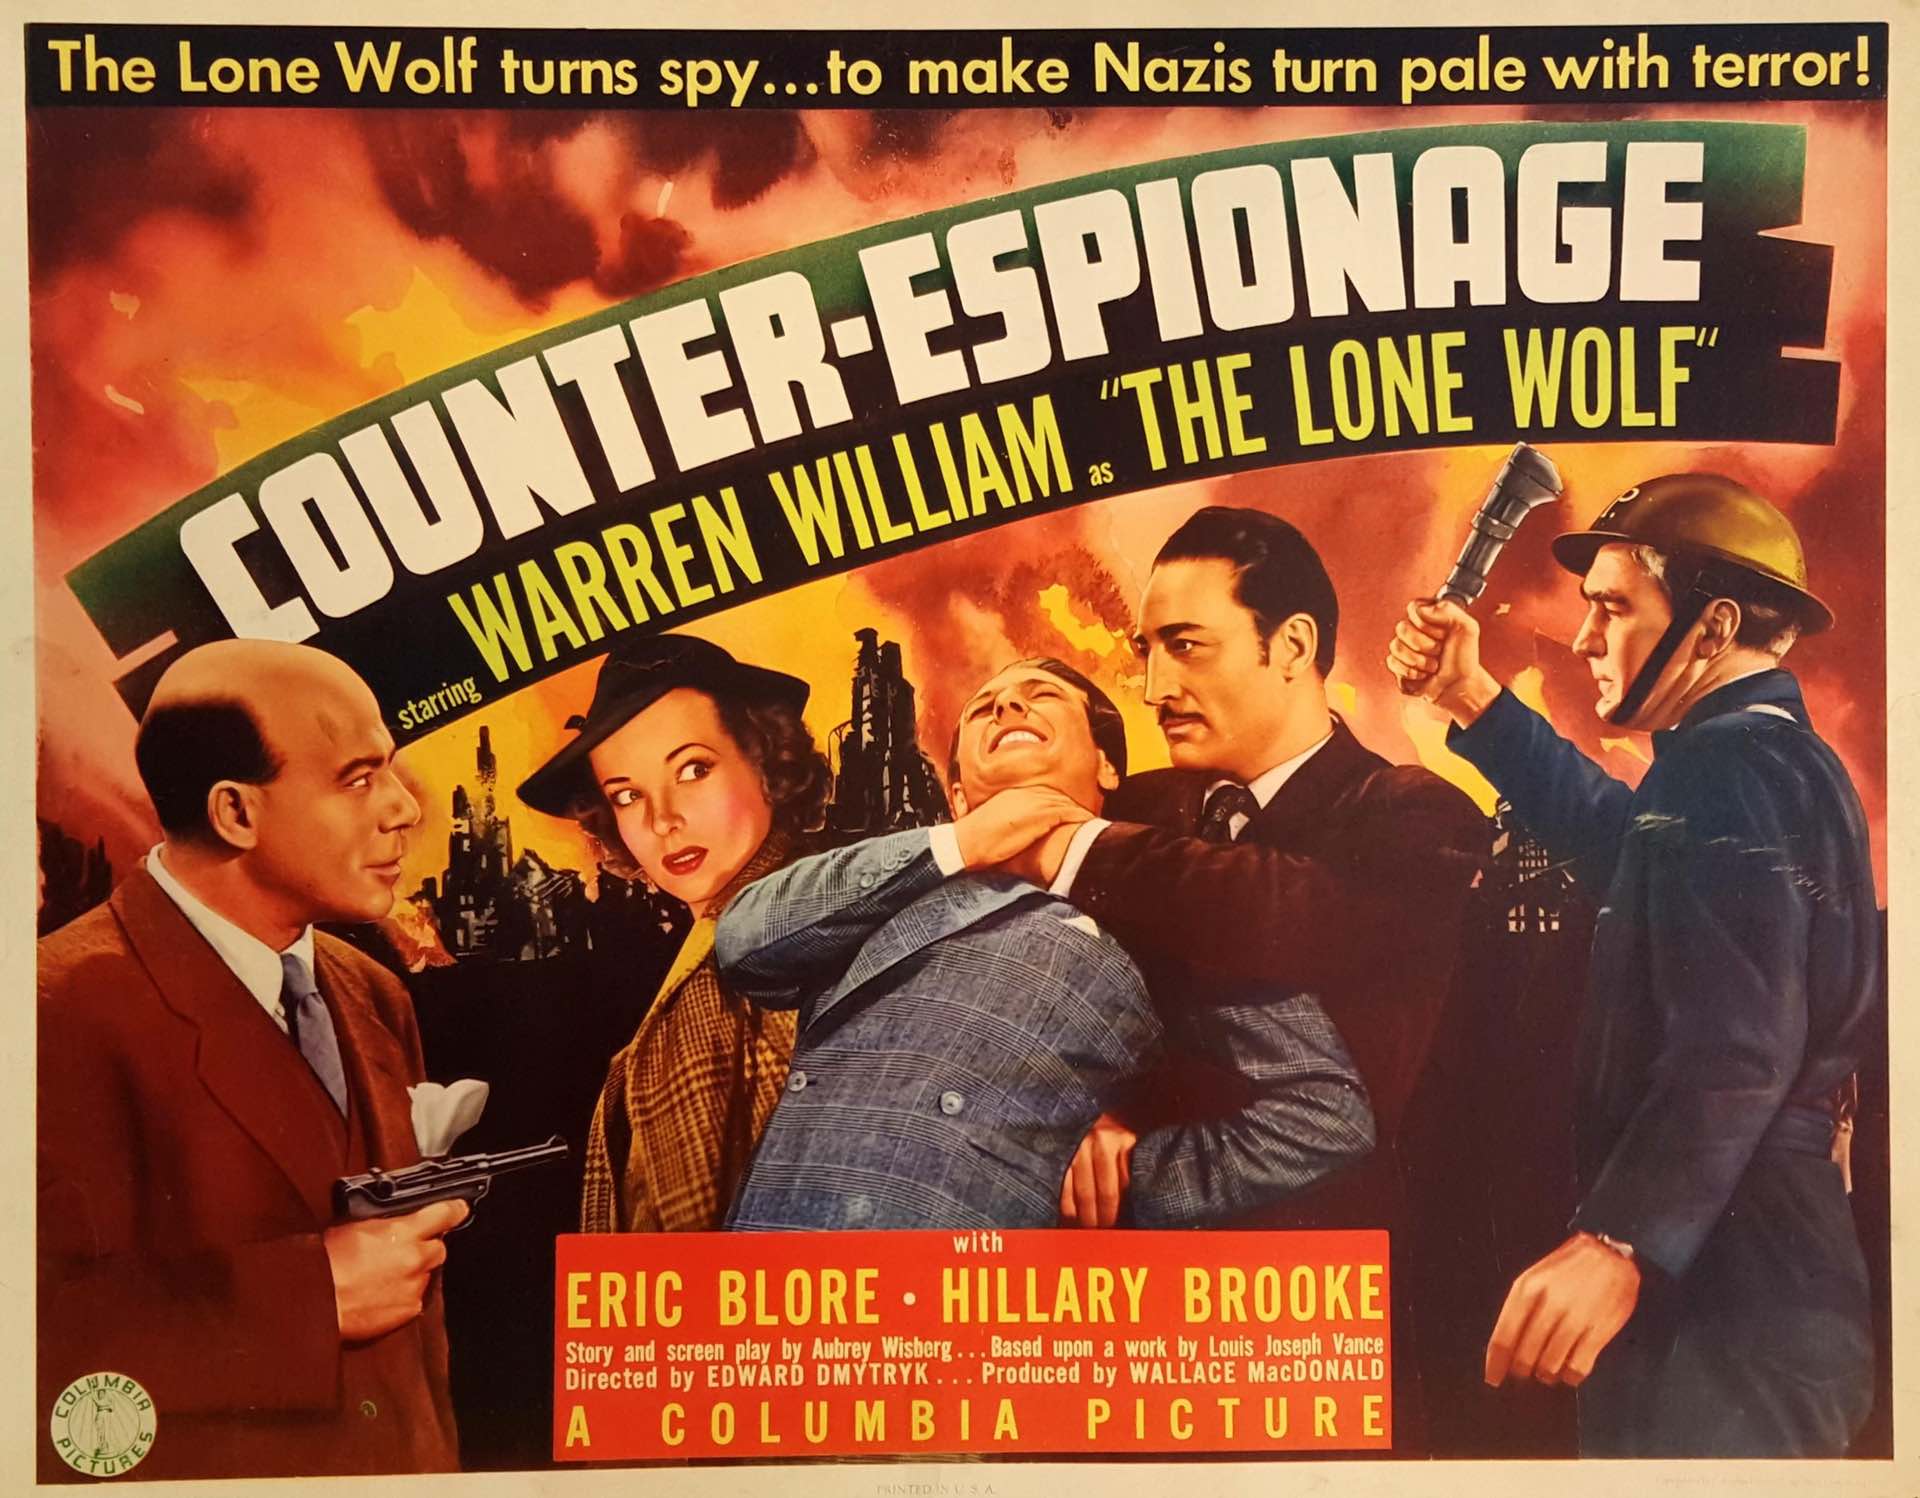 The Lone Wolf turns spy...to make Nazis turn pale with terror!
COUNTER-ESPIONAGE
starring WARREN WILLIAM as "THE LONE WOLF"
with
ERIC BLORE • HILLARY BROOKE
Story and screen play by Aubrey Wisberg...Based upon a work by Louis Joseph Vance
Directed by EDWARD DMYTRYK... Produced by WALLACE MacDONALD
A COLUMBIA PICTURE
COLUMBIA PICTURES
PRINTED IN U. S. A.